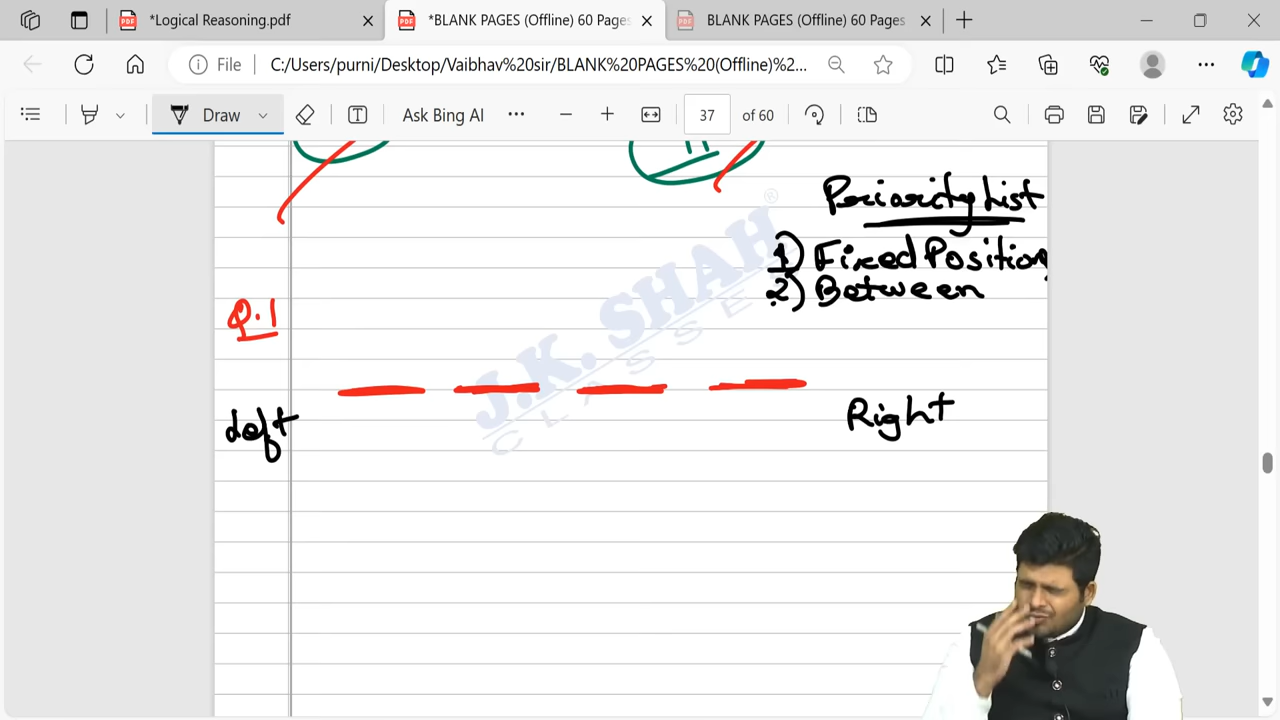 *Logical Reasoning.pdf
*BLANK PAGES (Offline) 60 Pages
BLANK PAGES (Offline) 60 Pages
File
C:/Users/purni/Desktop/Vaibhav%20sir/BLANK%20PAGES%20(Offline)%2...
Draw
Ask Bing AI
37
of 60
Periarity List
1) Fixed Position
2) Between
Q.1
Left
Right
J.K. SHAH ®
CLASSES